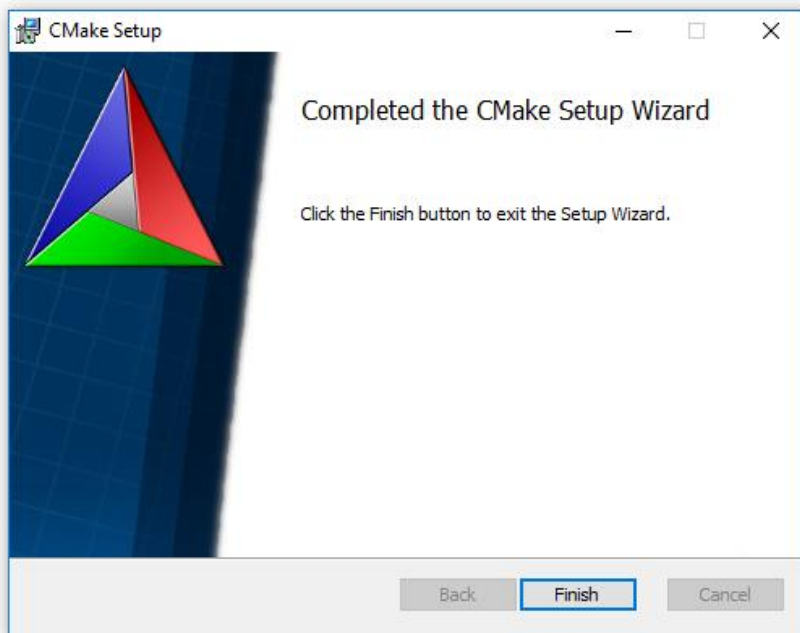 CMake Setup
Completed the CMake Setup Wizard
Click the Finish button to exit the Setup Wizard.
Back
Finish
Cancel